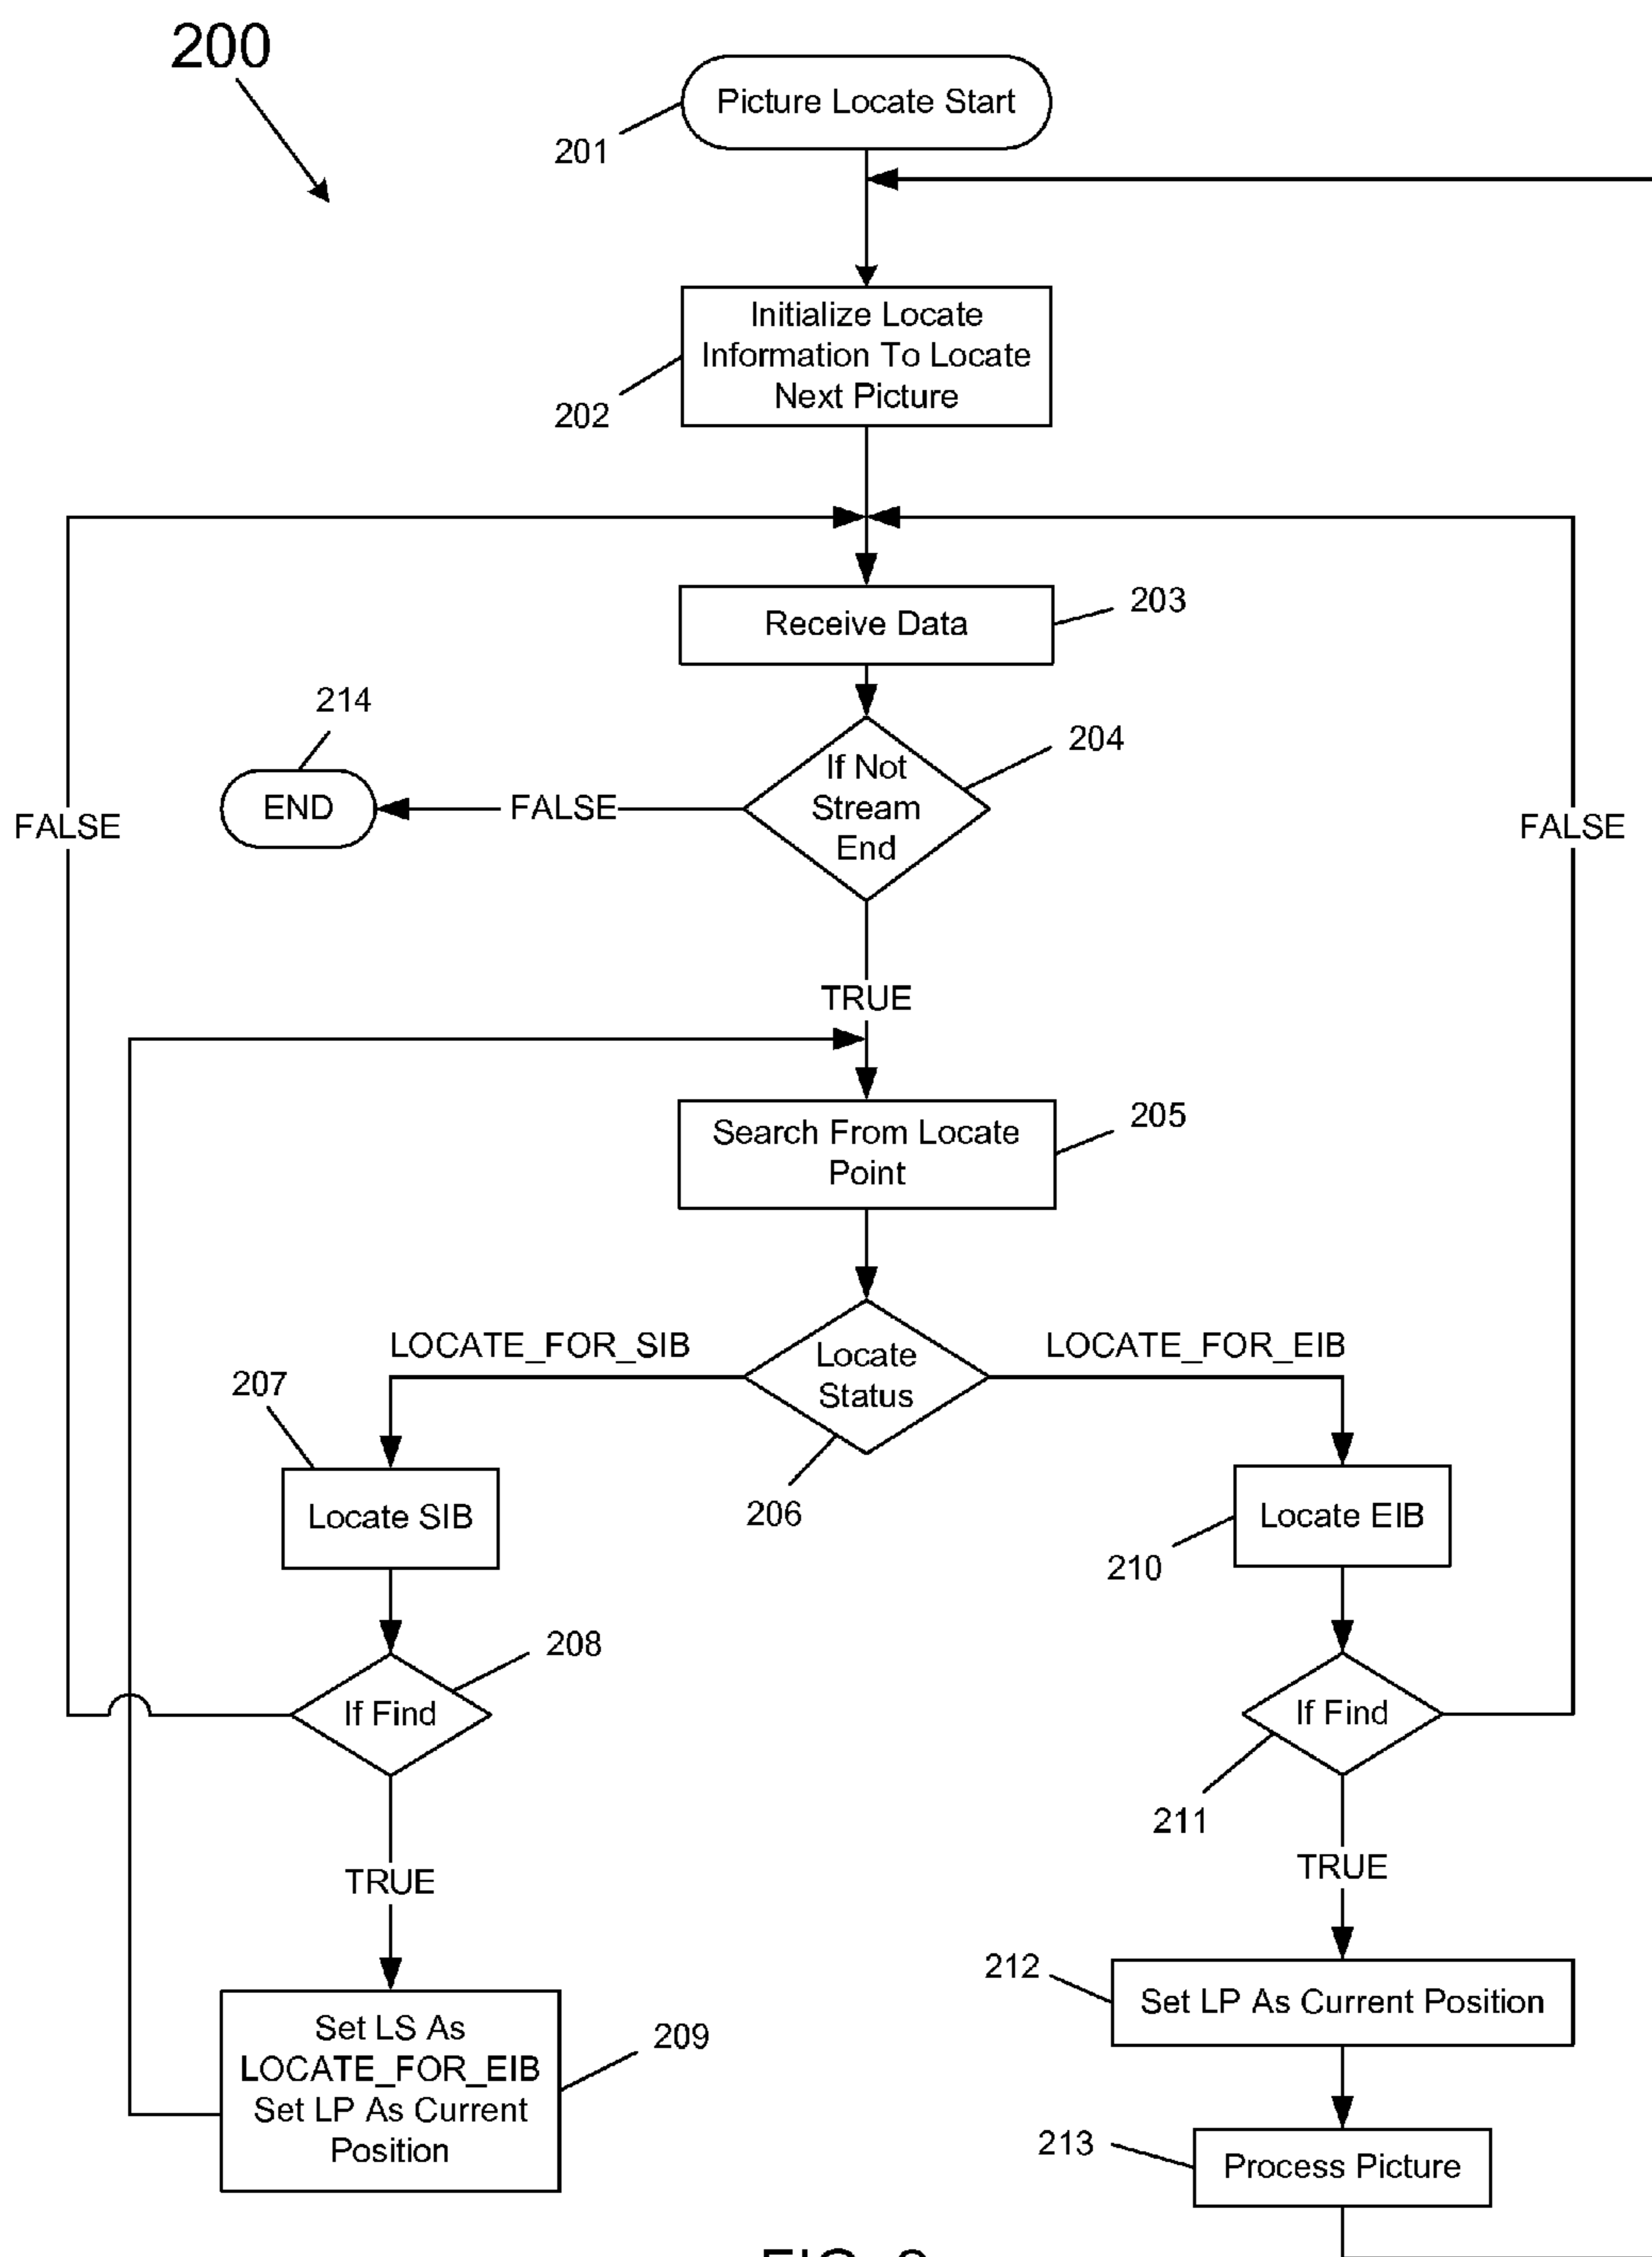 200
Picture Locate Start
201
Initialize Locate
Information To Locate
Next Picture
202
Receive Data
203
214
204
If Not
Stream
End
END
FALSE
FALSE
FALSE
TRUE
Search From Locate
Point
205
LOCATE_FOR_SIB
Locate
Status
LOCATE_FOR_EIB
207
206
Locate SIB
Locate EIB
210
208
If Find
If Find
211
TRUE
TRUE
212
Set LP As Current Position
Set LS As
LOCATE_FOR_EIB
Set LP As Current
Position
209
213
Process Picture